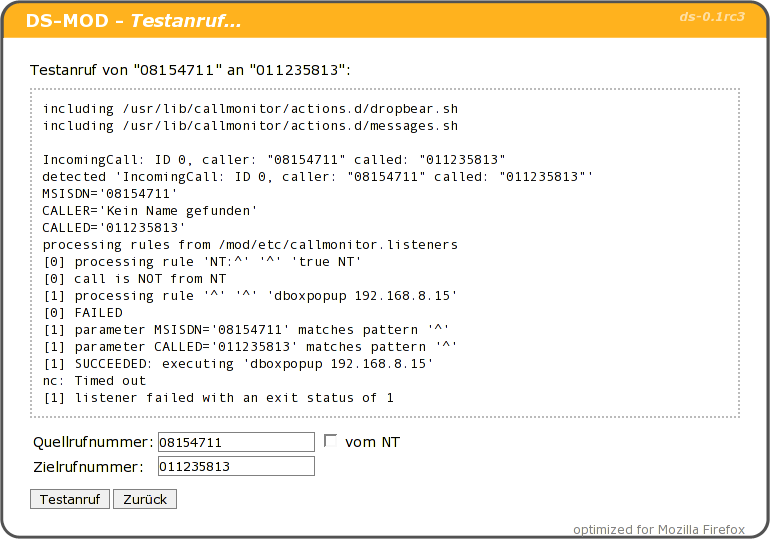 DS-MOD – Testanruf...
ds-0.1rc3
Testanruf von "08154711" an "011235813":
including /usr/lib/callmonitor/actions.d/dropbear.sh
including /usr/lib/callmonitor/actions.d/messages.sh
IncomingCall: ID 0, caller: "08154711" called: "011235813"
detected 'IncomingCall: ID 0, caller: "08154711" called: "011235813"'
MSISDN='08154711'
CALLER='Kein Name gefunden'
CALLED='011235813'
processing rules from /mod/etc/callmonitor.listeners
[0] processing rule 'NT:^' '^' 'true NT'
[0] call is NOT from NT
[1] processing rule '^' '^' 'dboxpopup 192.168.8.15'
[0] FAILED
[1] parameter MSISDN='08154711' matches pattern '^'
[1] parameter CALLED='011235813' matches pattern '^'
[1] SUCCEEDED: executing 'dboxpopup 192.168.8.15'
nc: Timed out
[1] listener failed with an exit status of 1
Quellrufnummer: 08154711 vom NT
Zielrufnummer: 011235813
Testanruf Zurück
optimized for Mozilla Firefox